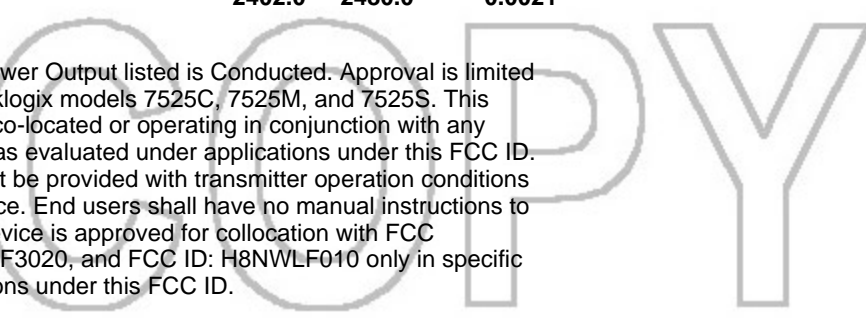 2402.0 2480.0 0.0021
wer Output listed is Conducted. Approval is limited
klogix models 7525C, 7525M, and 7525S. This
co-located or operating in conjunction with any
as evaluated under applications under this FCC ID.
t be provided with transmitter operation conditions
ce. End users shall have no manual instructions to
vice is approved for collocation with FCC
F3020, and FCC ID: H8NWLF010 only in specific
ons under this FCC ID.
COPY